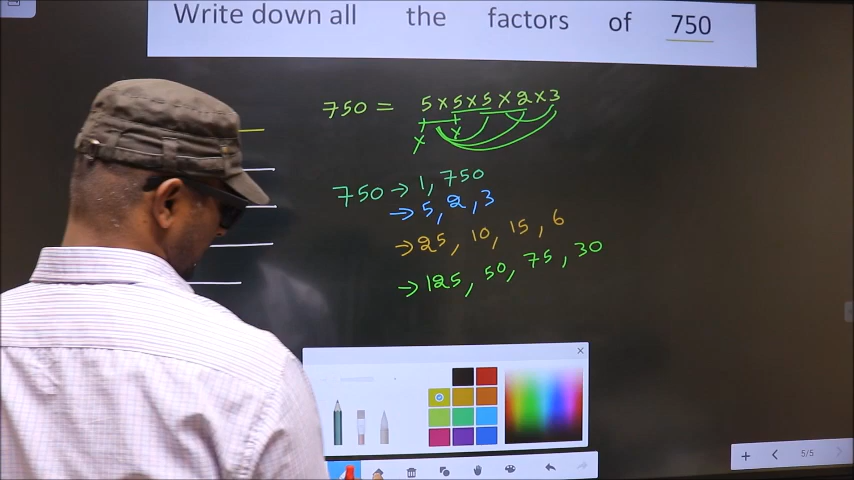 Write down all the factors of 750
750 = 5 × 5 × 5 × 2 × 3
x x
750 → 1, 750
→ 5, 2, 3
→ 25, 10, 15, 6
→ 125, 50, 75, 30
5/5